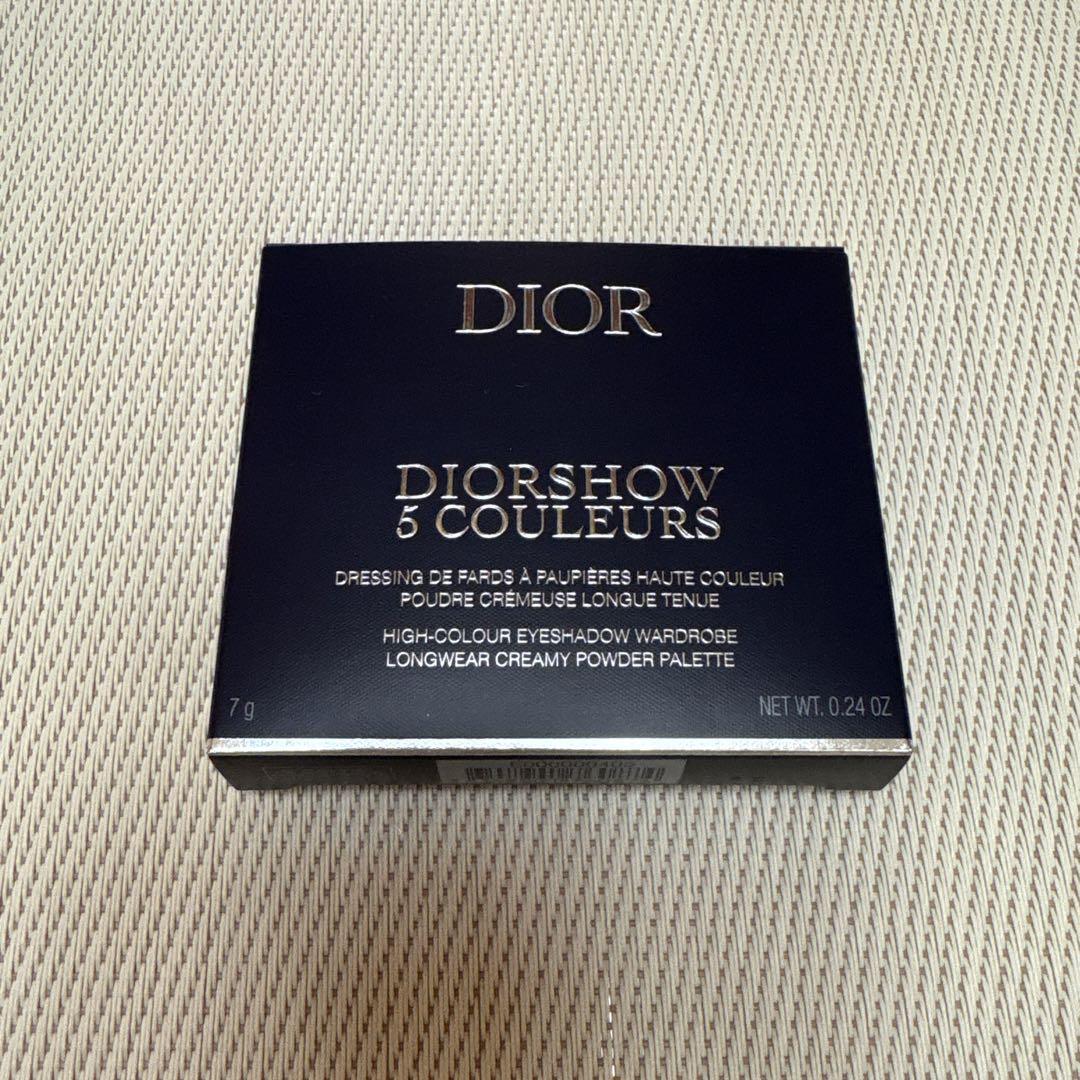 DIOR
DIORSHOW
5 COULEURS
DRESSING DE FARDS À PAUPIÈRES HAUTE COULEUR
POUDRE CRÉMEUSE LONGUE TENUE
HIGH-COLOUR EYESHADOW WARDROBE
LONGWEAR CREAMY POWDER PALETTE
7 g
NET WT. 0.24 OZ